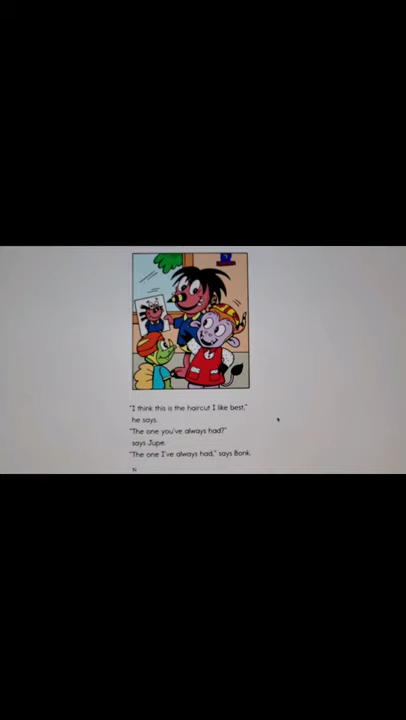 "I think this is the haircut I like best,"
he says.
"The one you've always had?"
says Jupe.
"The one I've always had," says Bonk.
N